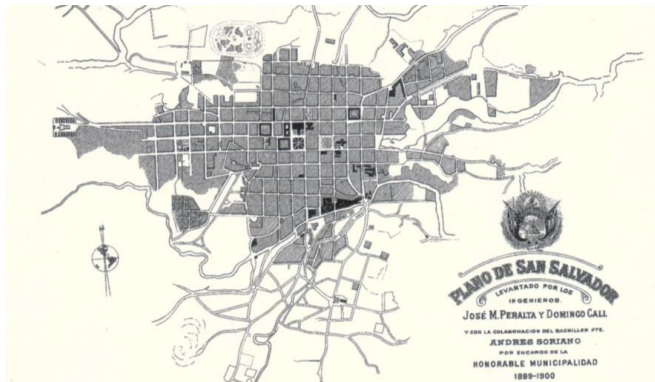 PLANO DE SAN SALVADOR
LEVANTADO POR LOS
INGENIEROS.
JOSÉ M. PERALTA Y DOMINGO CALL
Y CON LA COLABORACION DEL BACHILLER PTE.
ANDRES SORIANO
POR ENCARGO DE LA
HONORABLE MUNICIPALIDAD
1899-1900